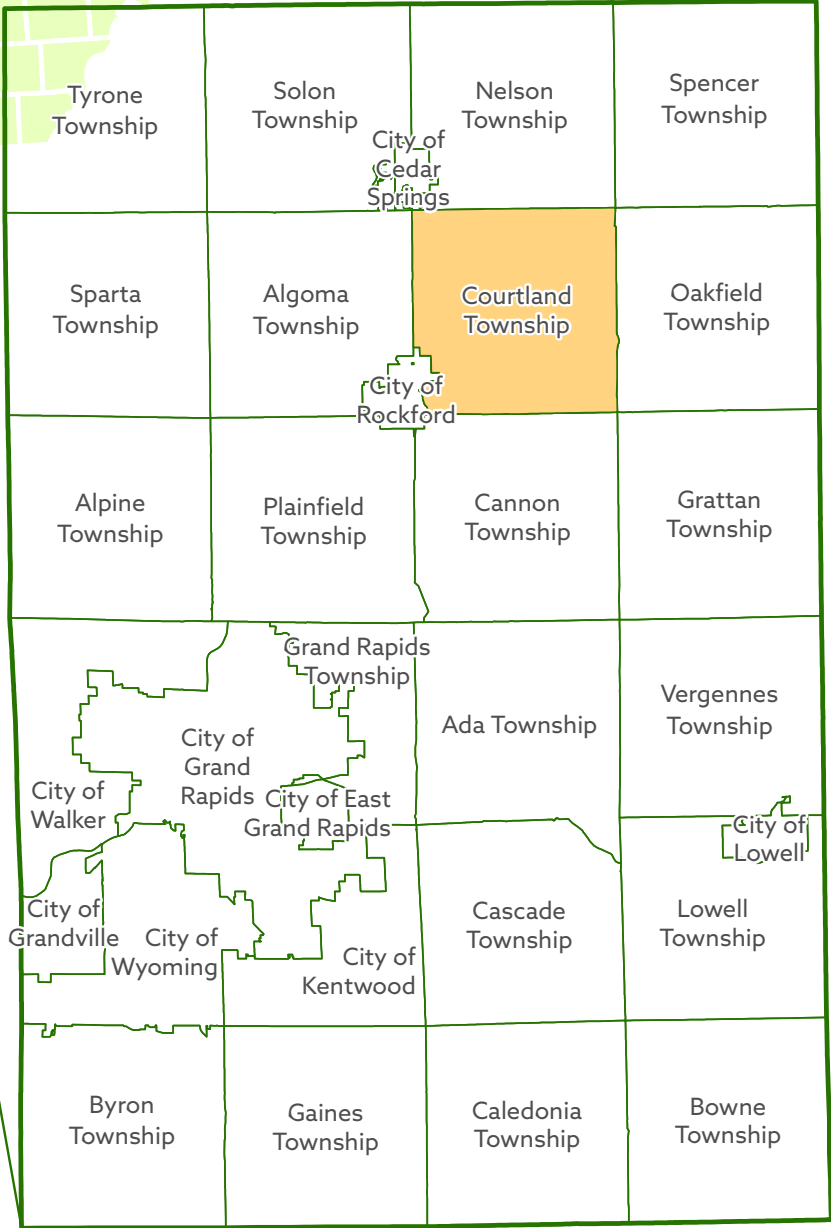 Tyrone
Township
Solon
Township
Nelson
Township
Spencer
Township
City of
Cedar
Springs
Sparta
Township
Algoma
Township
Courtland
Township
Oakfield
Township
City of
Rockford
Alpine
Township
Plainfield
Township
Cannon
Township
Grattan
Township
Grand Rapids
Township
Ada Township
Vergennes
Township
City of
Grand
Rapids
City of
Walker
City of East
Grand Rapids
City of
Lowell
City of
Grandville
City of
Wyoming
City of
Kentwood
Cascade
Township
Lowell
Township
Byron
Township
Gaines
Township
Caledonia
Township
Bowne
Township